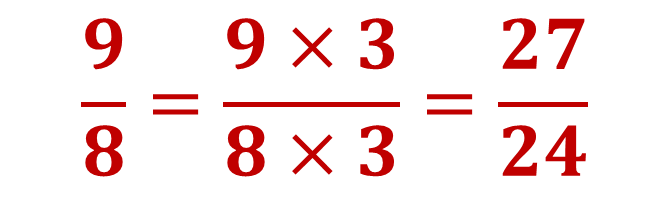 9/8 = (9 × 3)/(8 × 3) = 27/24